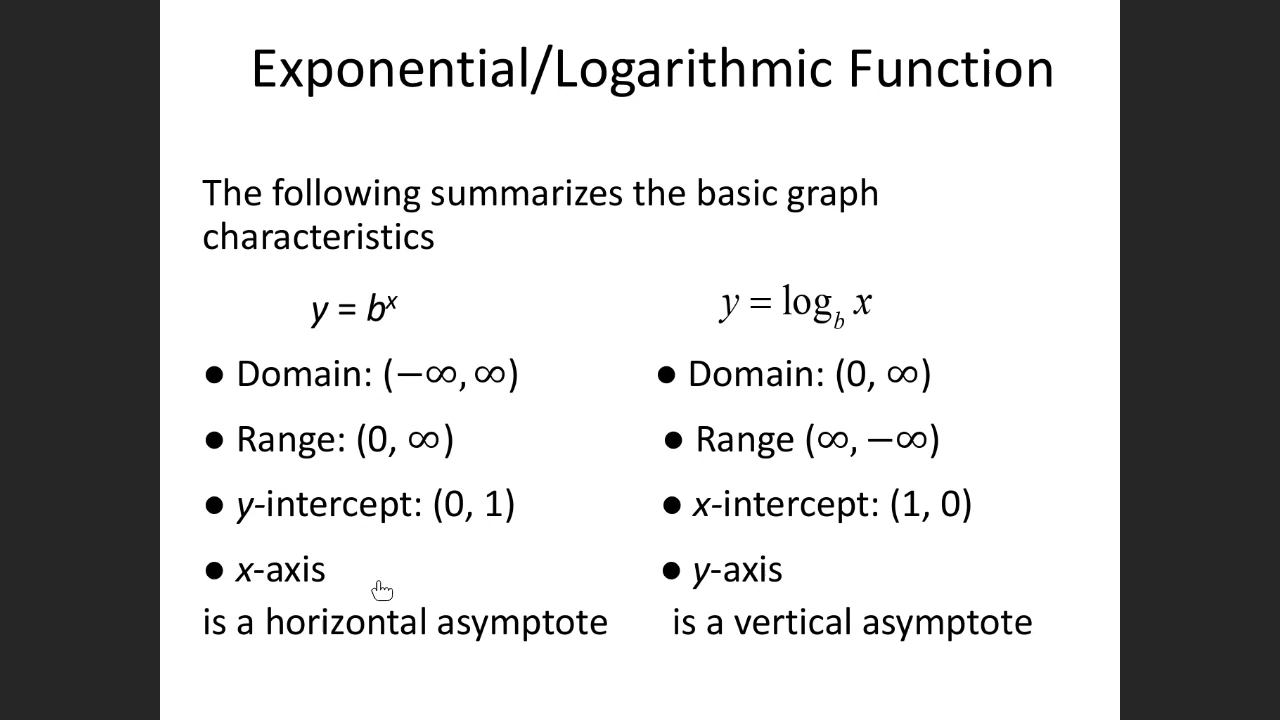 Exponential/Logarithmic Function
The following summarizes the basic graph
characteristics
y = bˣ
y = log_b x
● Domain: (−∞, ∞)
● Domain: (0, ∞)
● Range: (0, ∞)
● Range (∞, −∞)
● y-intercept: (0, 1)
● x-intercept: (1, 0)
● x-axis
● y-axis
is a horizontal asymptote
is a vertical asymptote